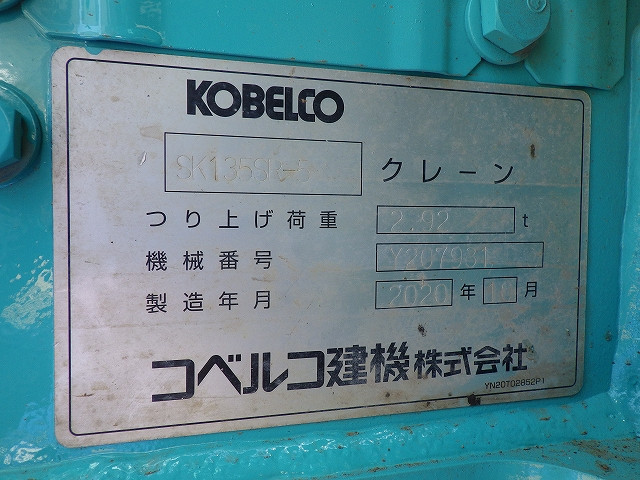 KOBELCO
SK135SR-5 クレーン
つり上げ荷重 2.92 t
機械番号
製造年月 2020 年 10 月
コベルコ建機株式会社
YN20T02852P1